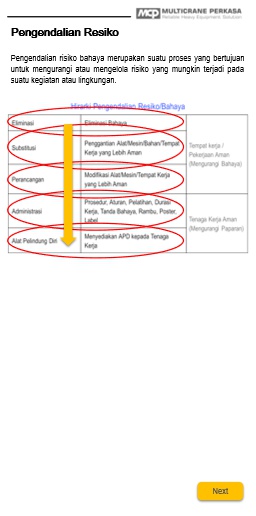 MCP MULTICRANE PERKASA
Reliable Heavy Equipment Solution
Pengendalian Resiko
Pengendalian risiko bahaya merupakan suatu proses yang bertujuan
untuk mengurangi atau mengelola risiko yang mungkin terjadi pada
suatu kegiatan atau lingkungan.
Hirarki Pengendalian Resiko/Bahaya
Eliminasi
Eliminasi Bahaya
Substitusi
Penggantian Alat/Mesin/Bahan/Tempat
Kerja yang Lebih Aman
Perancangan
Modifikasi Alat/Mesin/Tempat Kerja
yang Lebih Aman
Tempat kerja /
Pekerjaan Aman
(Mengurangi Bahaya)
Administrasi
Prosedur, Aturan, Pelatihan, Durasi
Kerja, Tanda Bahaya, Rambu, Poster,
Label
Alat Pelindung Diri
Menyediakan APD kepada Tenaga
Kerja
Tenaga Kerja Aman
(Mengurangi Paparan)
Next